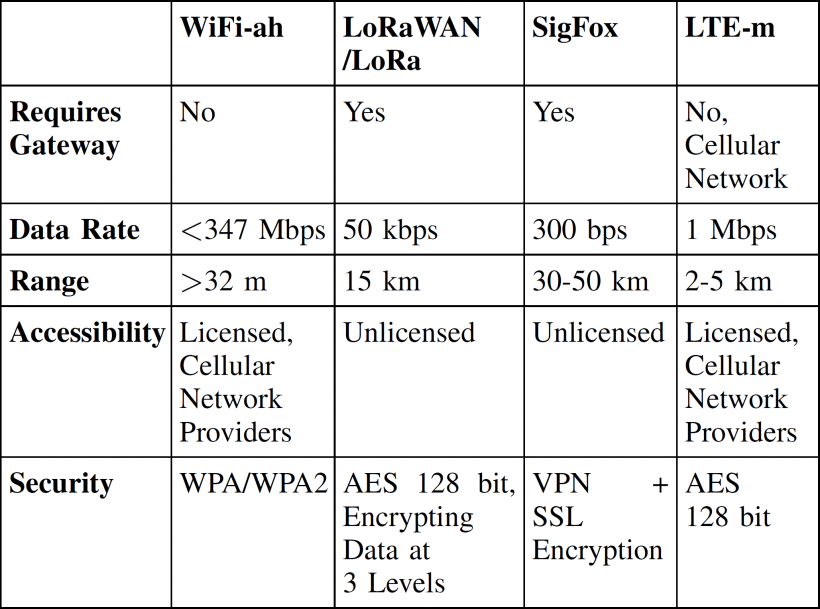 WiFi-ah LoRaWAN SigFox LTE-m
/LoRa
Requires No Yes Yes No,
Gateway Cellular
Network
Data Rate <347 Mbps 50 kbps 300 bps 1 Mbps
Range >32 m 15 km 30-50 km 2-5 km
Accessibility Licensed, Unlicensed Unlicensed Licensed,
Cellular Cellular
Network Network
Providers Providers
Security WPA/WPA2 AES 128 bit, VPN + AES
Encrypting SSL 128 bit
Data at Encryption
3 Levels